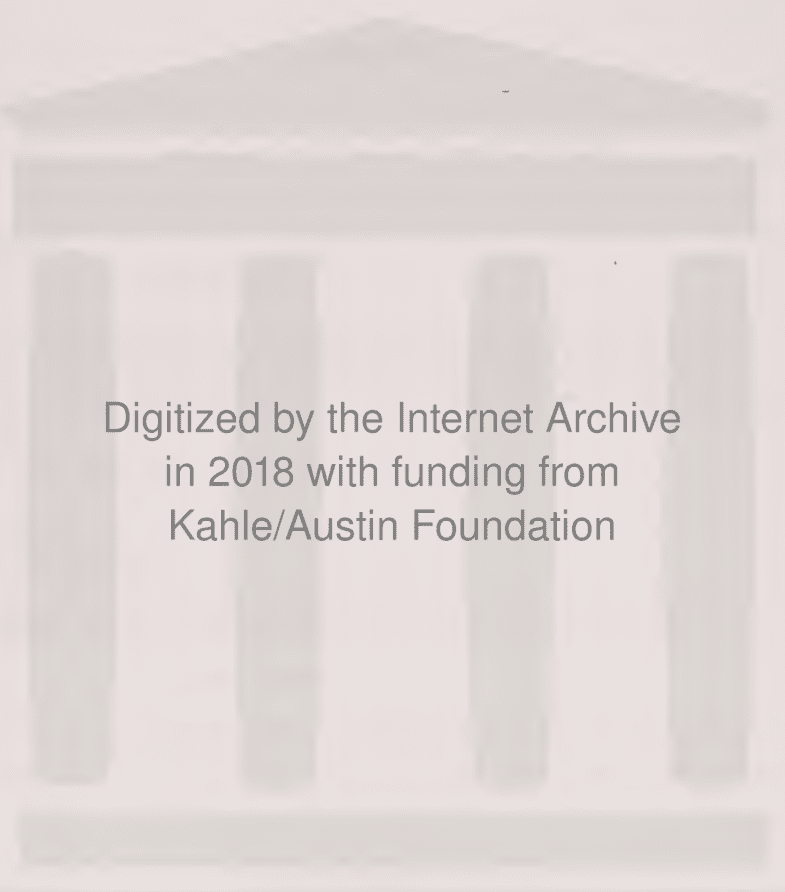 Digitized by the Internet Archive
in 2018 with funding from
Kahle/Austin Foundation